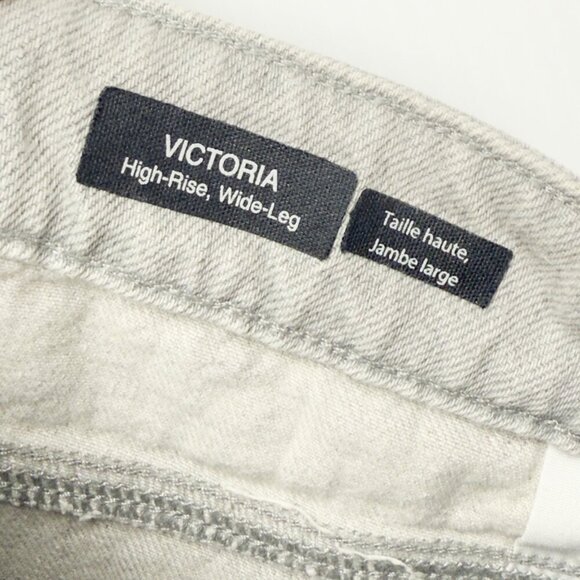 VICTORIA
High-Rise, Wide-Leg
Taille haute,
Jambe large